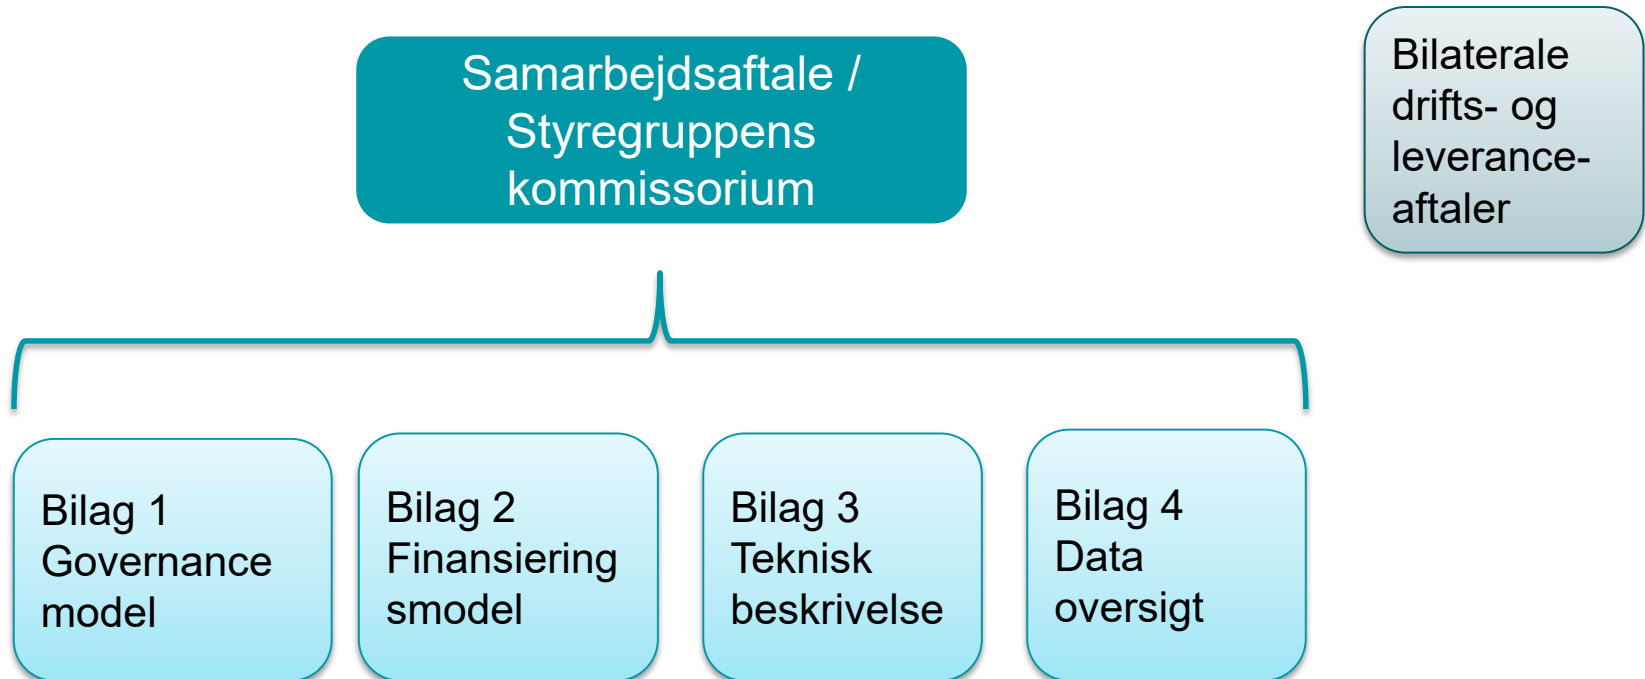 Samarbejdsaftale /
Styregruppens
kommissorium
Bilaterale
drifts- og
leverance-
aftaler
Bilag 1
Governance
model
Bilag 2
Finansiering
smodel
Bilag 3
Teknisk
beskrivelse
Bilag 4
Data
oversigt